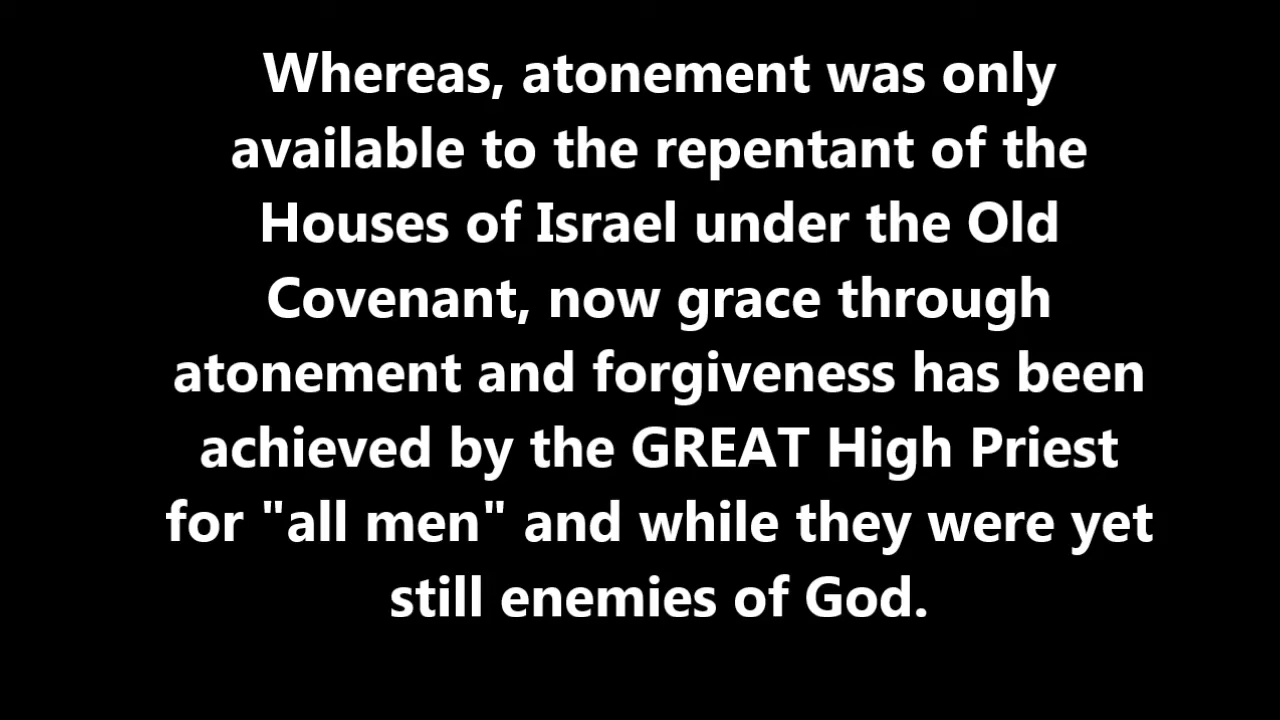 Whereas, atonement was only
available to the repentant of the
Houses of Israel under the Old
Covenant, now grace through
atonement and forgiveness has been
achieved by the GREAT High Priest
for "all men" and while they were yet
still enemies of God.